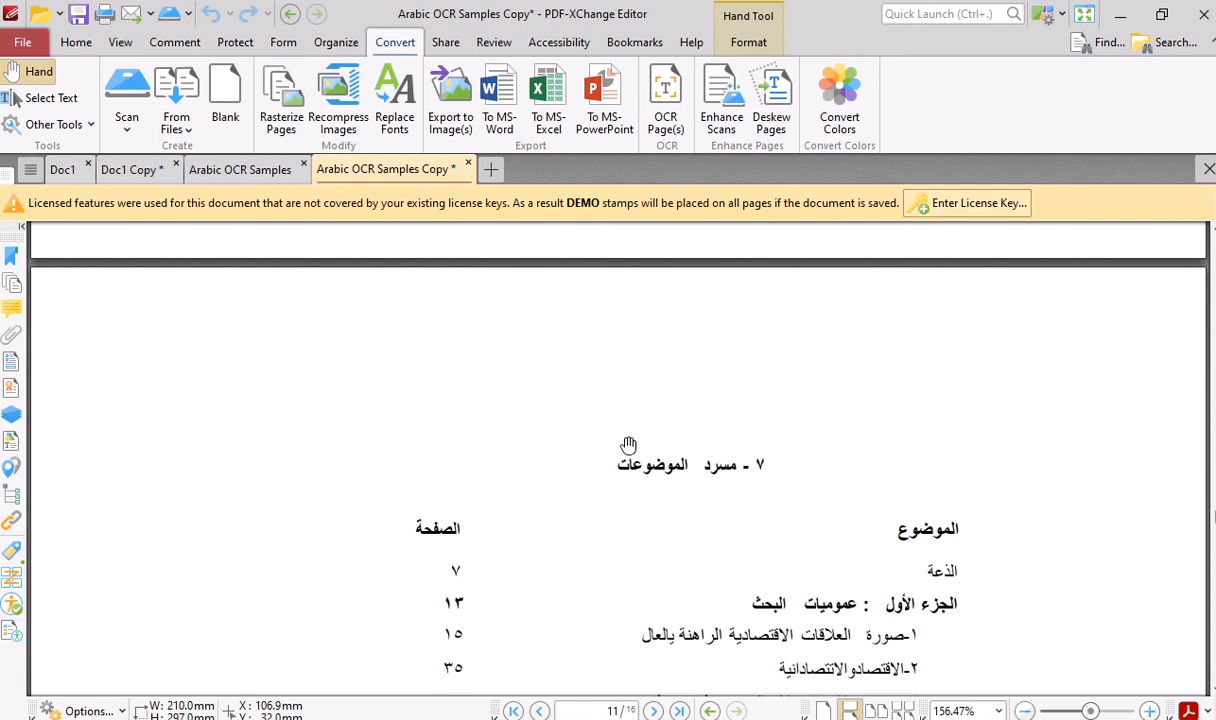 Arabic OCR Samples Copy* - PDF-XChange Editor
Hand Tool
Quick Launch (Ctrl+.)
File
Home
View
Comment
Protect
Form
Organize
Convert
Share
Review
Accessibility
Bookmarks
Help
Format
Find...
Search...
Hand
Select Text
Other Tools
Tools
Scan
From Files
Blank
Create
Rasterize Pages
Recompress Images
Replace Fonts
Modify
Export to Image(s)
To MS-Word
To MS-Excel
To MS-PowerPoint
Export
OCR Page(s)
OCR
Enhance Scans
Deskew Pages
Enhance Pages
Convert Colors
Convert Colors
Doc1
Doc1 Copy *
Arabic OCR Samples
Arabic OCR Samples Copy *
Licensed features were used for this document that are not covered by your existing license keys. As a result DEMO stamps will be placed on all pages if the document is saved.
Enter License Key...
٧ - مسرد الموضوعات
الموضوع الصفحة
الذعة ٧
الجزء الأول : عموميات البحث ١٣
١-صورة العلاقات الاقتصادية الراهنة يالعال ١٥
٢-الاقتصادوالاتتصادانية ٣٥
Options...
W: 210.0mm
H: 297.0mm
X: 106.9mm
Y: 32.0mm
11/16
156.47%